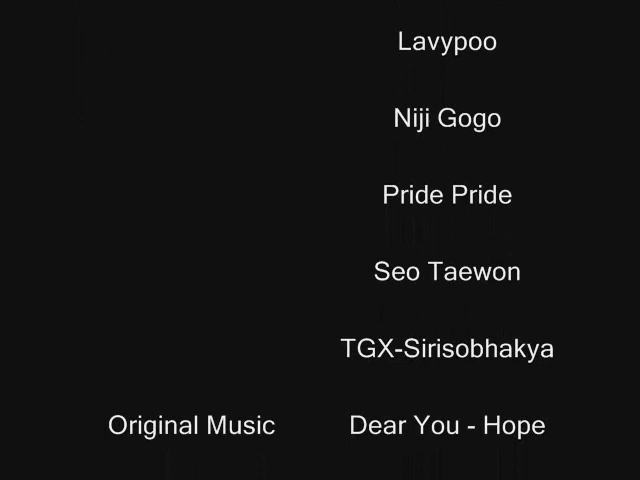 Lavypoo
Niji Gogo
Pride Pride
Seo Taewon
TGX-Sirisobhakya
Original Music Dear You - Hope